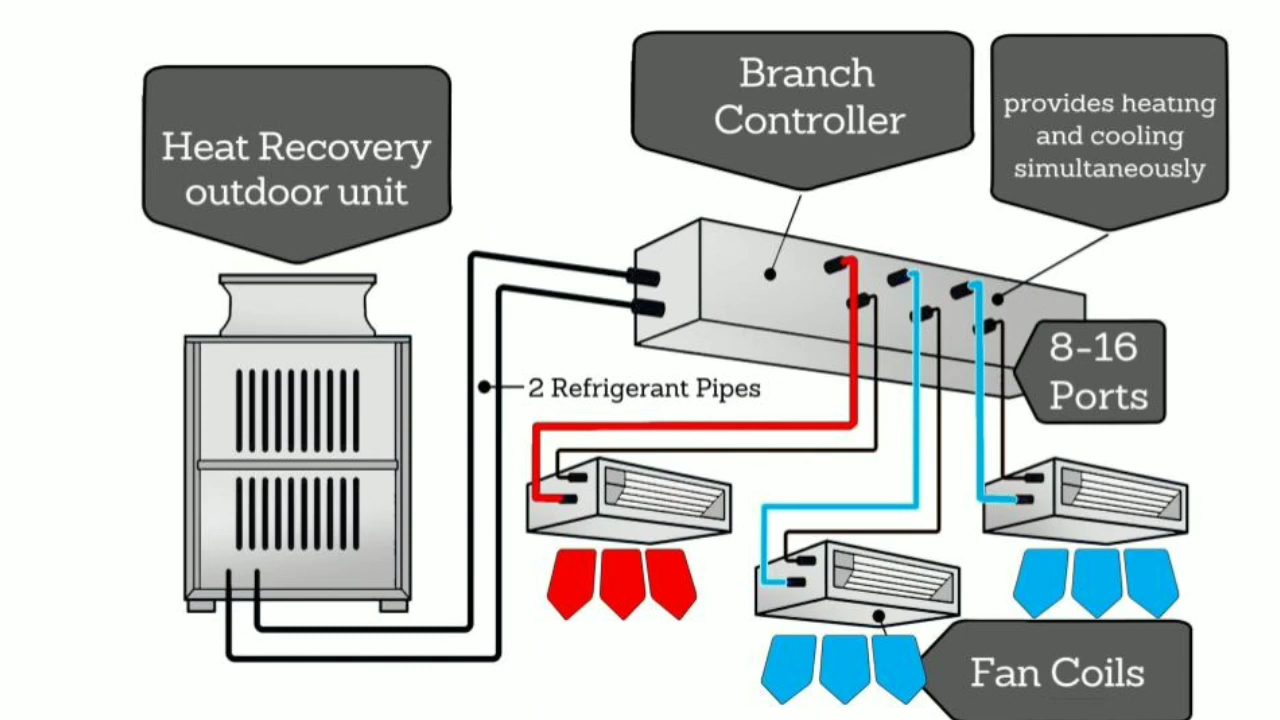 Heat Recovery
outdoor unit
Branch
Controller
provides heating
and cooling
simultaneously
8-16
Ports
2 Refrigerant Pipes
Fan Coils